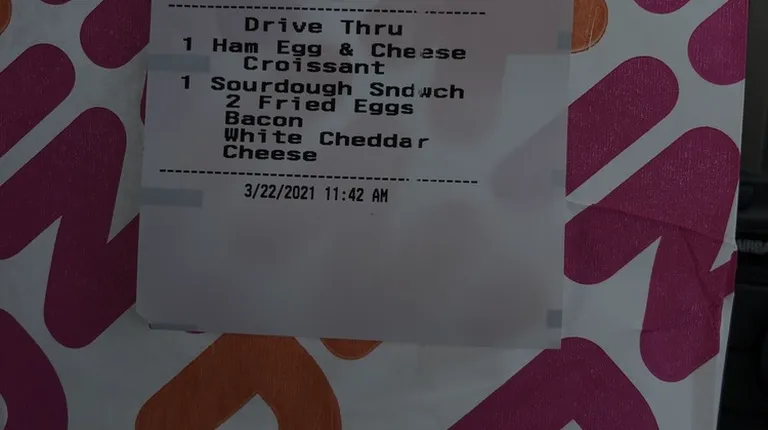 Drive Thru
1 Ham Egg & Cheese
Croissant
1 Sourdough Sndwch
2 Fried Eggs
Bacon
White Cheddar
Cheese
3/22/2021 11:42 AM